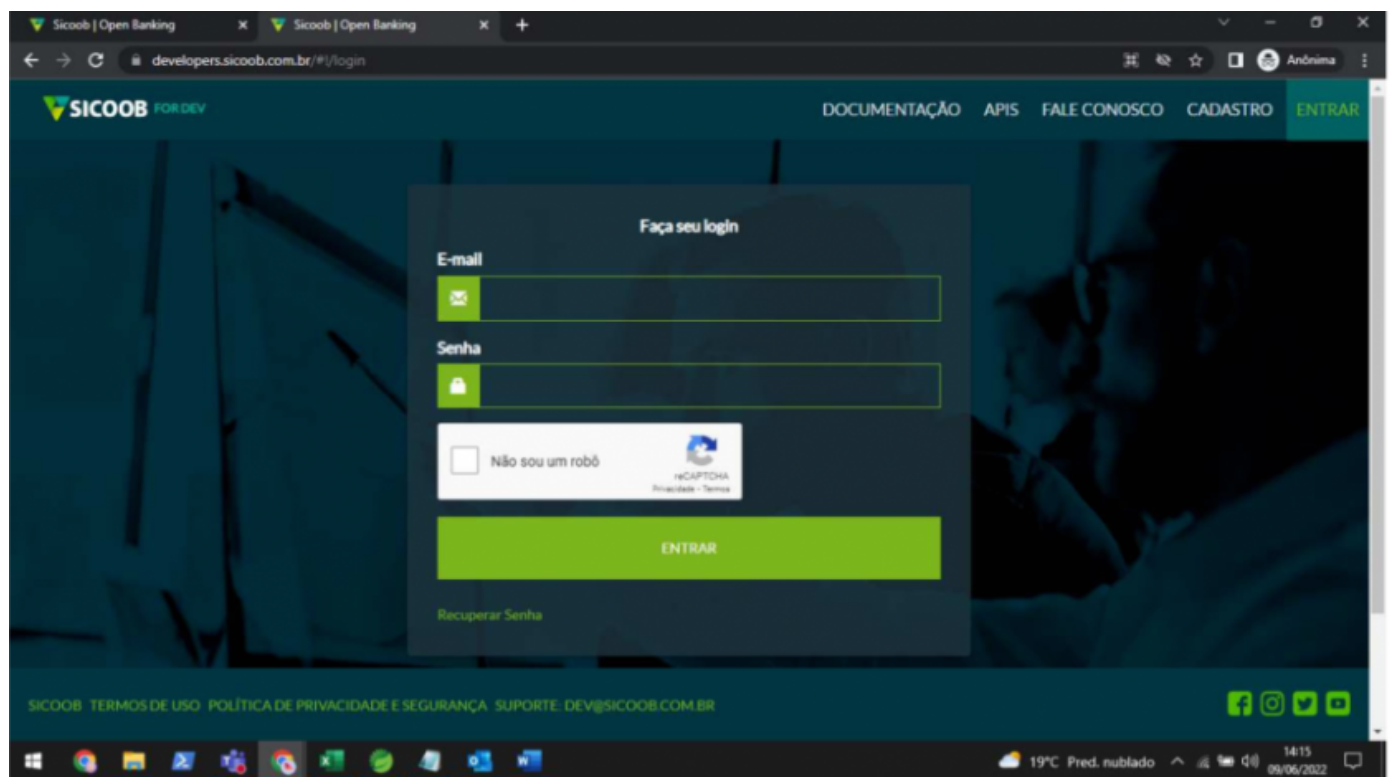 Sicoob | Open Banking
Sicoob | Open Banking
developers.sicoob.com.br/#!/login
Anônima
SICOOB FOR DEV
DOCUMENTAÇÃO APIS FALE CONOSCO CADASTRO ENTRAR
Faça seu login
E-mail
Senha
Não sou um robô
reCAPTCHA
Privacidade - Termos
ENTRAR
Recuperar Senha
SICOOB TERMOS DE USO POLÍTICA DE PRIVACIDADE E SEGURANÇA SUPORTE: DEV@SICOOB.COM.BR
19°C Pred. nublado
14:15
09/06/2022